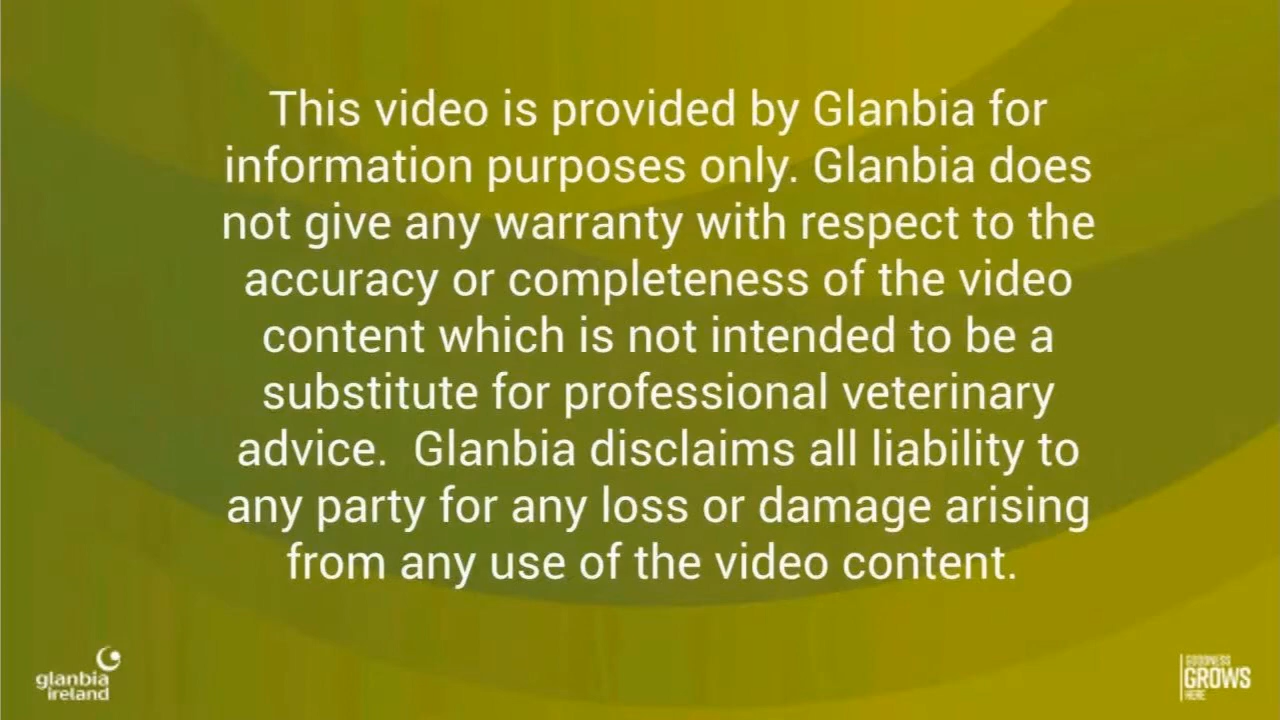 This video is provided by Glanbia for
information purposes only. Glanbia does
not give any warranty with respect to the
accuracy or completeness of the video
content which is not intended to be a
substitute for professional veterinary
advice.  Glanbia disclaims all liability to
any party for any loss or damage arising
from any use of the video content.
glanbia
ireland
GOODNESS
GROWS
HERE